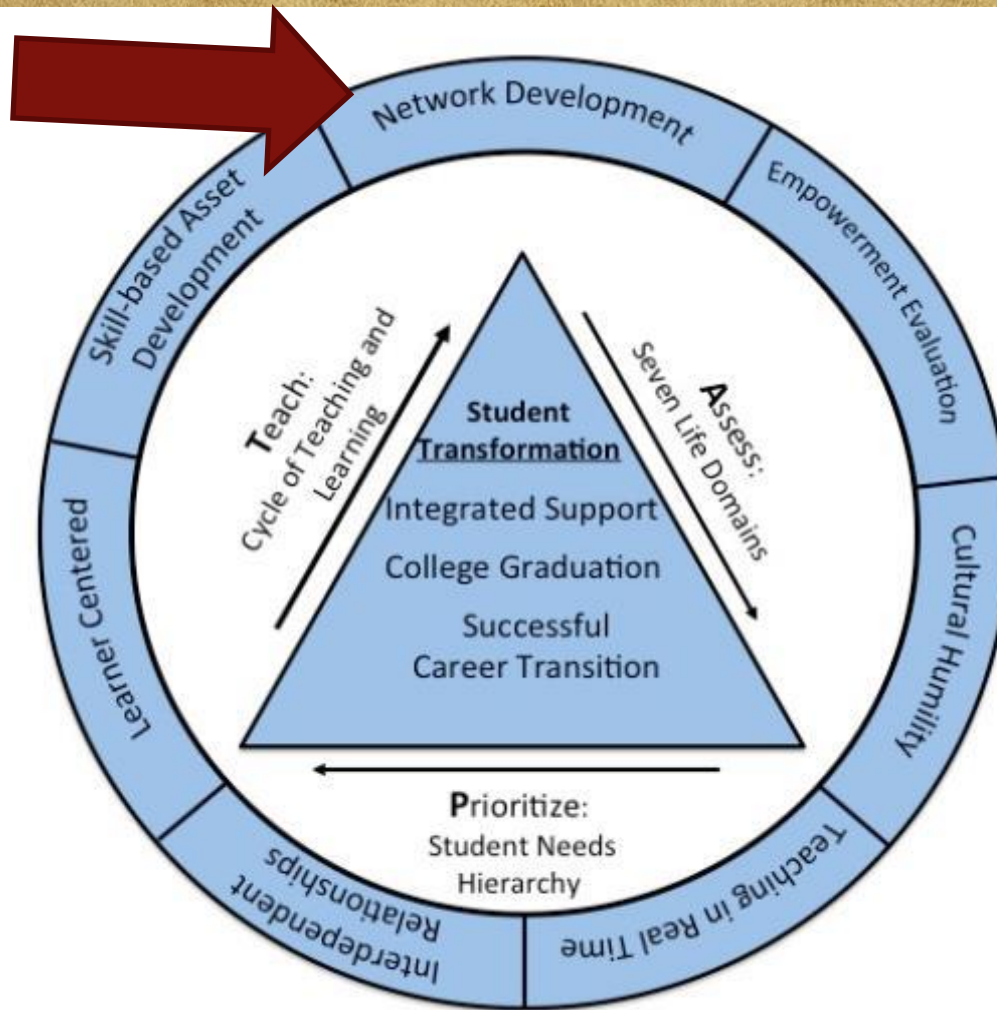 Network Development
Empowerment Evaluation
Cultural Humility
Teaching in Real Time
Interdependent
Relationships
Learner Centered
Skill-based Asset
Development
Teach:
Cycle of Teaching and
Learning
Assess:
Seven Life Domains
Prioritize:
Student Needs
Hierarchy
Student
Transformation
Integrated Support
College Graduation
Successful
Career Transition